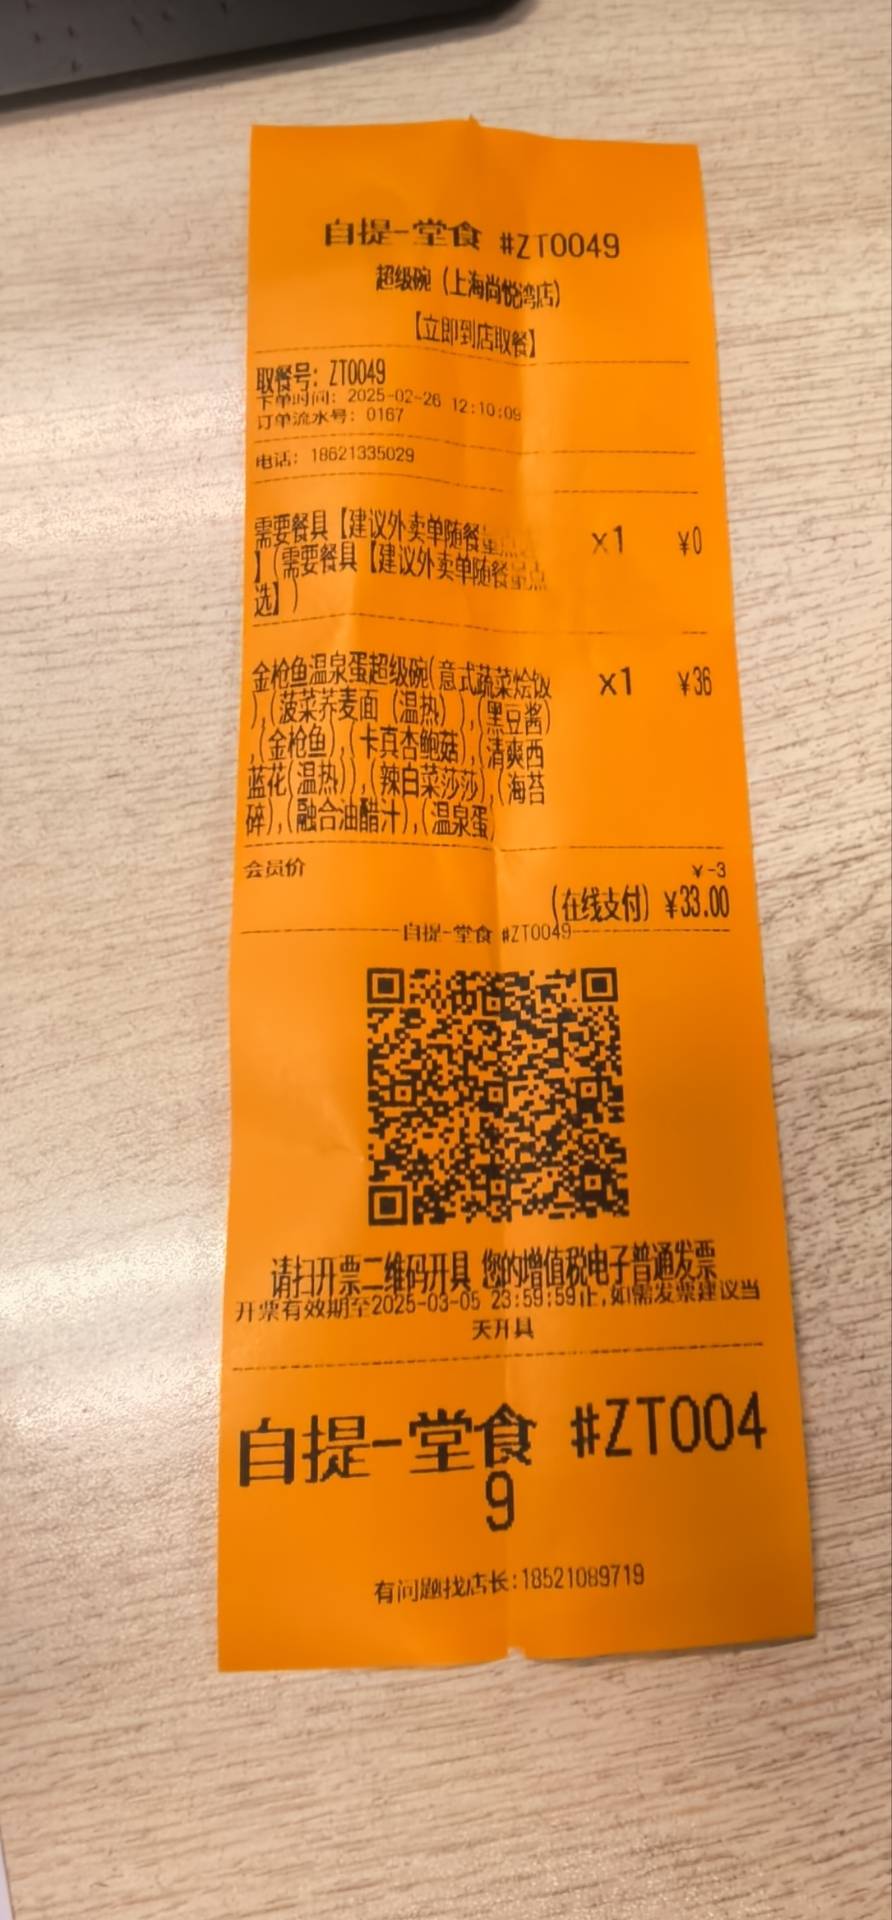 自提-堂食 #ZT0049
超级碗（上海尚悦湾店）
【立即到店取餐】
取餐号：ZT0049
下单时间：2025-02-26 12:10:09
订单流水号：0167
电话：18621335029
需要餐具【建议外卖单随餐 x1 ¥0
】(需要餐具【建议外卖单随餐量点
选】)
金枪鱼温泉蛋超级碗(意式蔬菜烩饭 x1 ¥36
),(菠菜荞麦面（温热）),(黑豆酱)
,(金枪鱼),(卡真杏鲍菇),(清爽西
蓝花(温热)),(辣白菜莎莎),(海苔
碎),(融合油醋汁),(温泉蛋)
会员价 ¥-3
(在线支付) ¥33.00
自提-堂食 #ZT0049
请扫开票二维码开具 您的增值税电子普通发票
开票有效期至2025-03-05 23:59:59止,如需发票建议当
天开具
自提-堂食 #ZT004
9
有问题找店长:18521089719